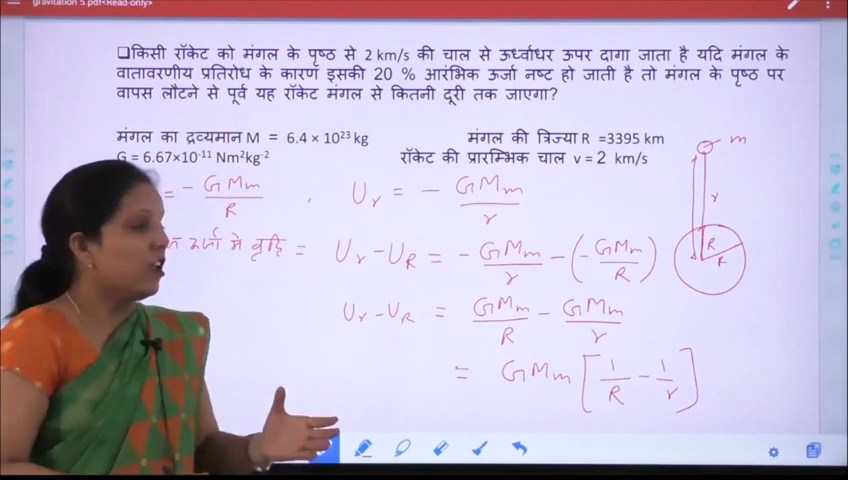 gravitation 5.pdf<Read-only>
❑किसी रॉकेट को मंगल के पृष्ठ से 2 km/s की चाल से ऊर्ध्वाधर ऊपर दागा जाता है यदि मंगल के
वातावरणीय प्रतिरोध के कारण इसकी 20 % आरंभिक ऊर्जा नष्ट हो जाती है तो मंगल के पृष्ठ पर
वापस लौटने से पूर्व यह रॉकेट मंगल से कितनी दूरी तक जाएगा?
मंगल का द्रव्यमान M = 6.4 × 10²³ kg मंगल की त्रिज्या R =3395 km
G = 6.67×10⁻¹¹ Nm²kg⁻² रॉकेट की प्रारम्भिक चाल v = 2 km/s
m
= - GMm/R , Uᵣ = - GMm/r
r
ऊर्जा में वृद्धि = Uᵣ - U_R = - GMm/r - (- GMm/R)
R
R
Uᵣ - U_R = GMm/R - GMm/r
= GMm [1/R - 1/r]